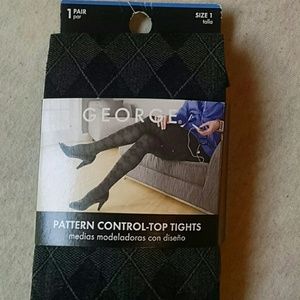 1 PAIR
par
SIZE 1
talla
GEORGE
PATTERN CONTROL-TOP TIGHTS
medias modeladoras con diseño